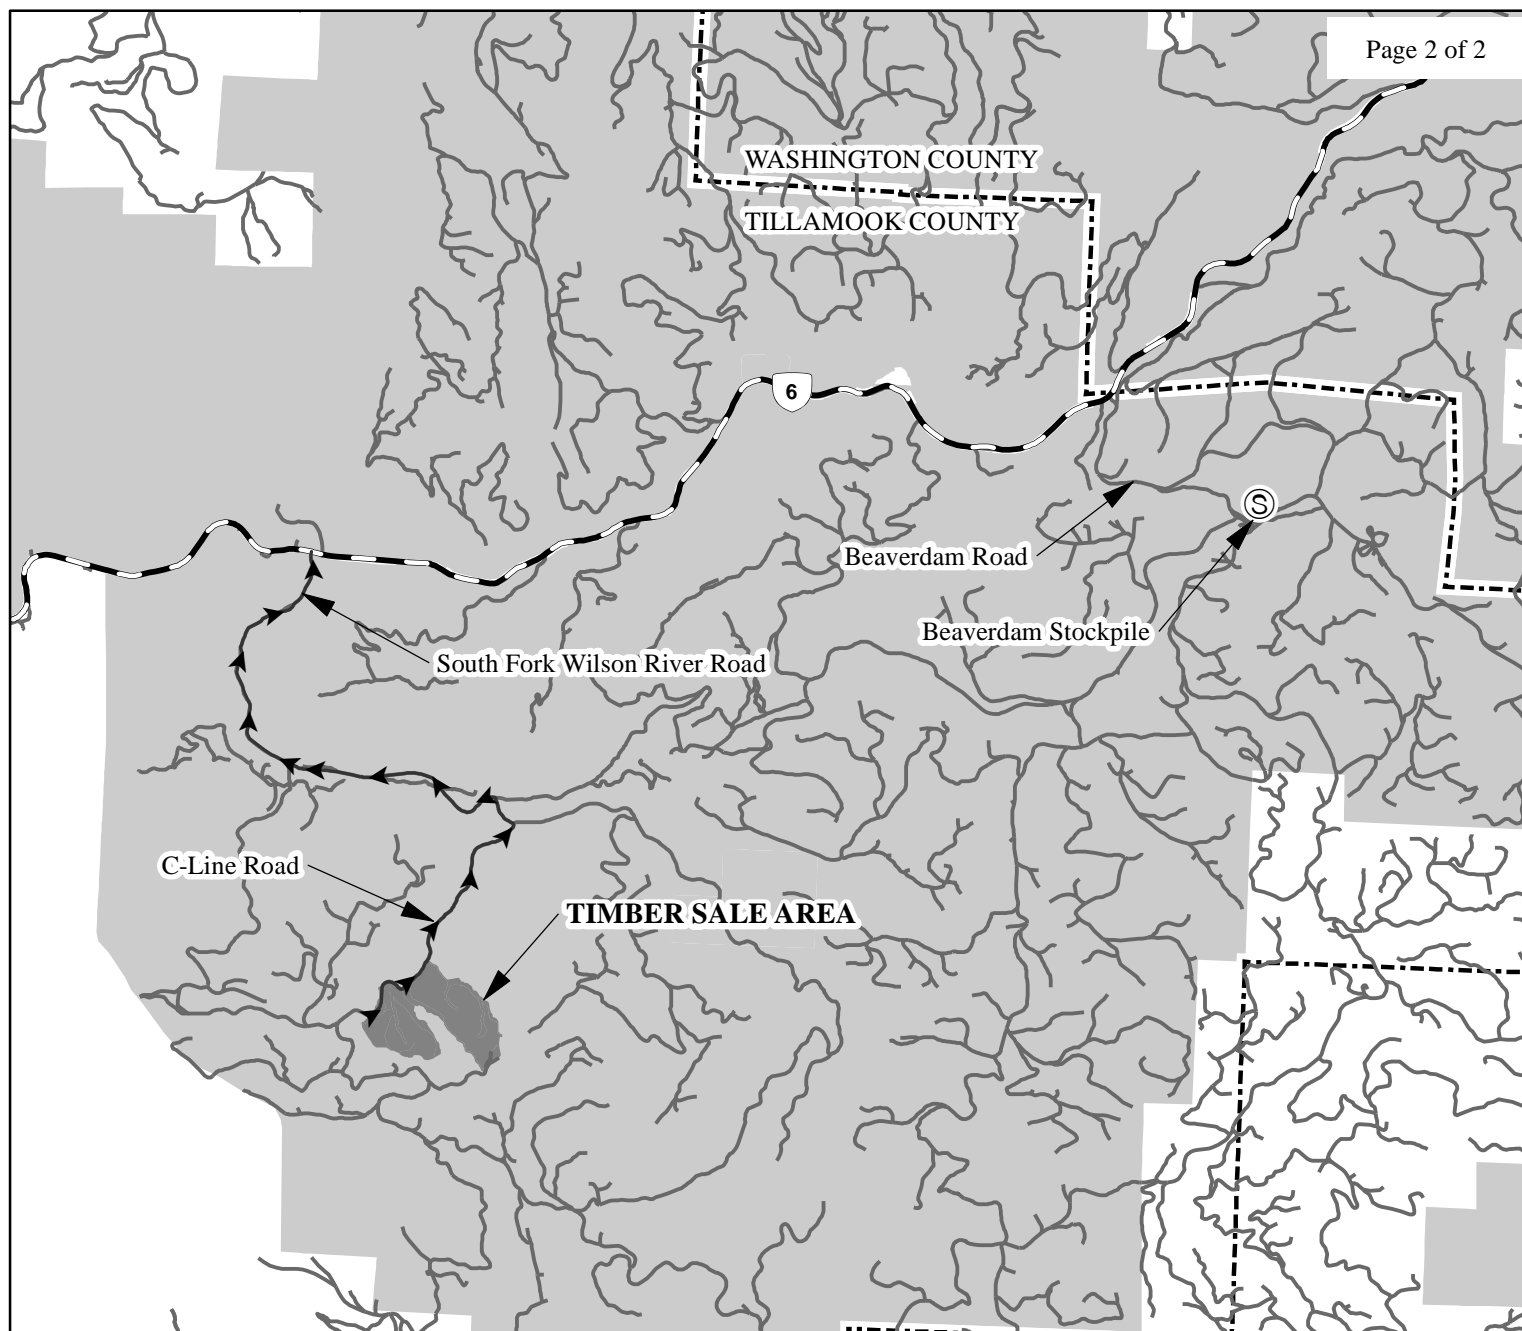 Page 2 of 2
WASHINGTON COUNTY
TILLAMOOK COUNTY
6
S
Beaverdam Road
Beaverdam Stockpile
South Fork Wilson River Road
C-Line Road
TIMBER SALE AREA